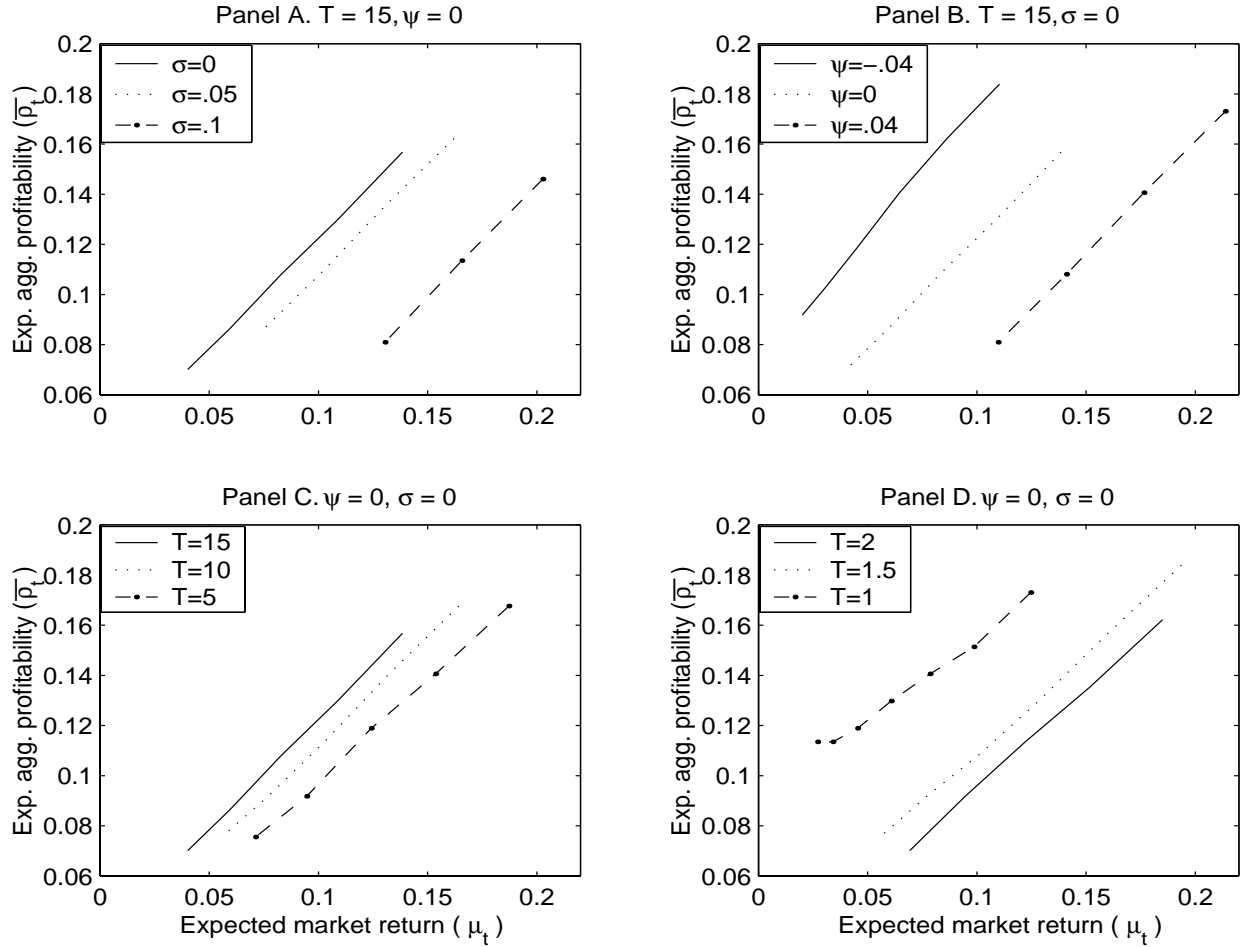 Panel A. T = 15, ψ = 0
Exp. agg. profitability (ρ̄_t)
0.2
0.18
0.16
0.14
0.12
0.1
0.08
0.06
0 0.05 0.1 0.15 0.2
σ=0
σ=.05
σ=.1
Panel B. T = 15, σ = 0
Exp. agg. profitability (ρ̄_t)
0.2
0.18
0.16
0.14
0.12
0.1
0.08
0.06
0 0.05 0.1 0.15 0.2
ψ=-.04
ψ=0
ψ=.04
Panel C. ψ = 0, σ = 0
Exp. agg. profitability (ρ̄_t)
0.2
0.18
0.16
0.14
0.12
0.1
0.08
0.06
0 0.05 0.1 0.15 0.2
T=15
T=10
T=5
Expected market return ( μ_t )
Panel D. ψ = 0, σ = 0
Exp. agg. profitability (ρ̄_t)
0.2
0.18
0.16
0.14
0.12
0.1
0.08
0.06
0 0.05 0.1 0.15 0.2
T=2
T=1.5
T=1
Expected market return ( μ_t )